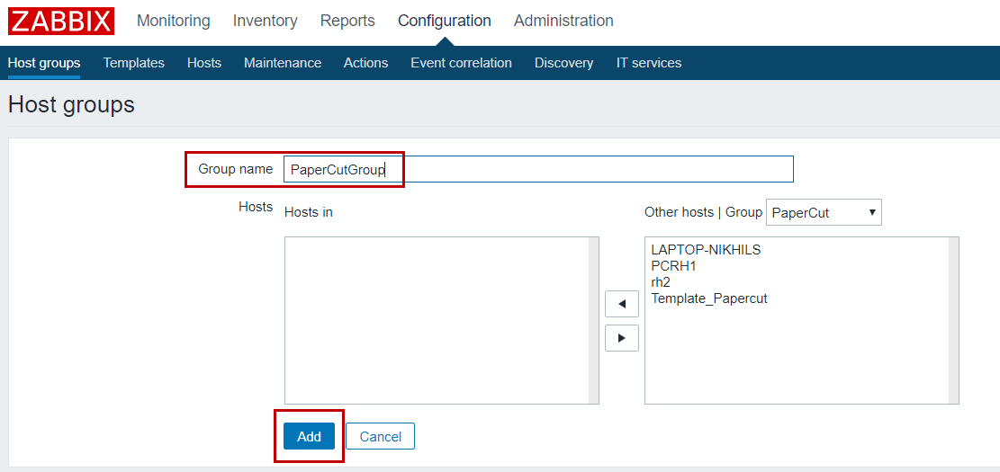 ZABBIX Monitoring Inventory Reports Configuration Administration
Host groups Templates Hosts Maintenance Actions Event correlation Discovery IT services
Host groups
Group name PaperCutGroup
Hosts Hosts in Other hosts | Group PaperCut
LAPTOP-NIKHILS
PCRH1
rh2
Template_Papercut
Add Cancel